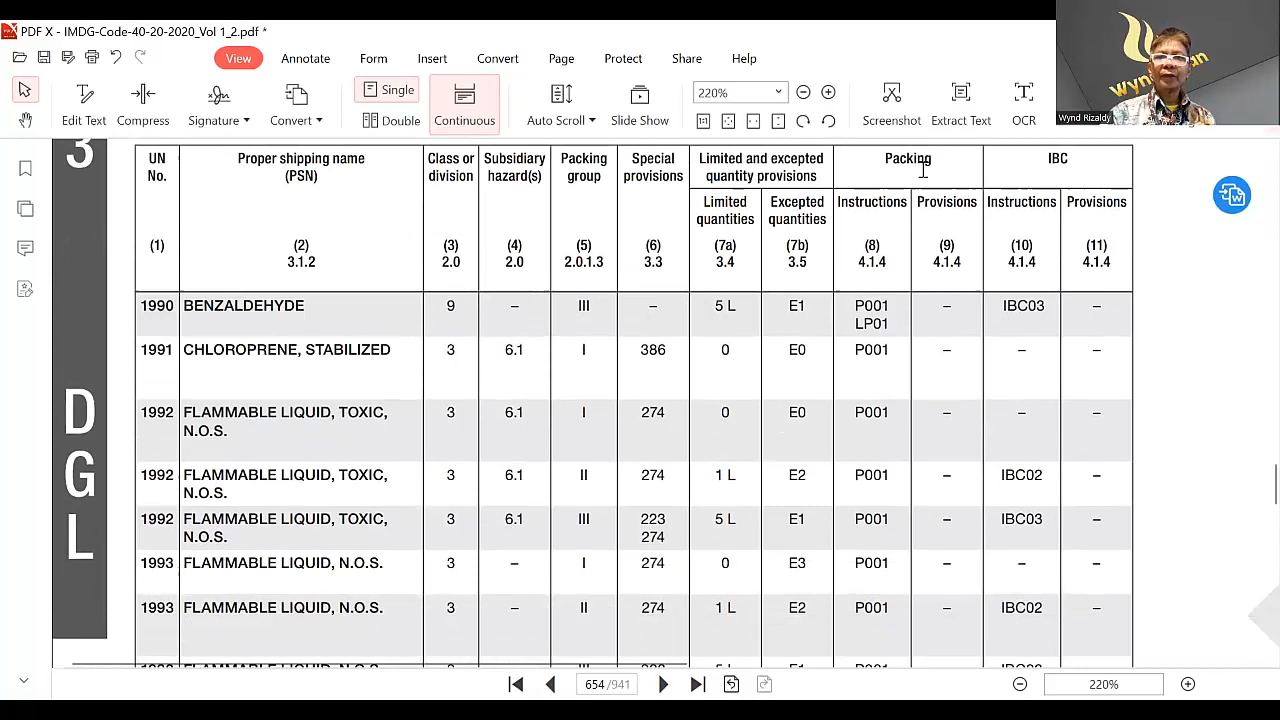 PDF X - IMDG-Code-40-20-2020_Vol 1_2.pdf *
View Annotate Form Insert Convert Page Protect Share Help
Edit Text Compress Signature Convert Single Double Continuous Auto Scroll Slide Show 220% Screenshot Extract Text OCR
Wynd Rizaldy
3
DGL
UN No. Proper shipping name (PSN) Class or division Subsidiary hazard(s) Packing group Special provisions Limited and excepted quantity provisions Packing IBC
Limited quantities Excepted quantities Instructions Provisions Instructions Provisions
(1) (2) (3) (4) (5) (6) (7a) (7b) (8) (9) (10) (11)
3.1.2 2.0 2.0 2.0.1.3 3.3 3.4 3.5 4.1.4 4.1.4 4.1.4 4.1.4
1990 BENZALDEHYDE 9 – III – 5 L E1 P001 – IBC03 –
LP01
1991 CHLOROPRENE, STABILIZED 3 6.1 I 386 0 E0 P001 – – –
1992 FLAMMABLE LIQUID, TOXIC, 3 6.1 I 274 0 E0 P001 – – –
N.O.S.
1992 FLAMMABLE LIQUID, TOXIC, 3 6.1 II 274 1 L E2 P001 – IBC02 –
N.O.S.
1992 FLAMMABLE LIQUID, TOXIC, 3 6.1 III 223 5 L E1 P001 – IBC03 –
N.O.S. 274
1993 FLAMMABLE LIQUID, N.O.S. 3 – I 274 0 E3 P001 – – –
1993 FLAMMABLE LIQUID, N.O.S. 3 – II 274 1 L E2 P001 – IBC02 –
654 /941
220%